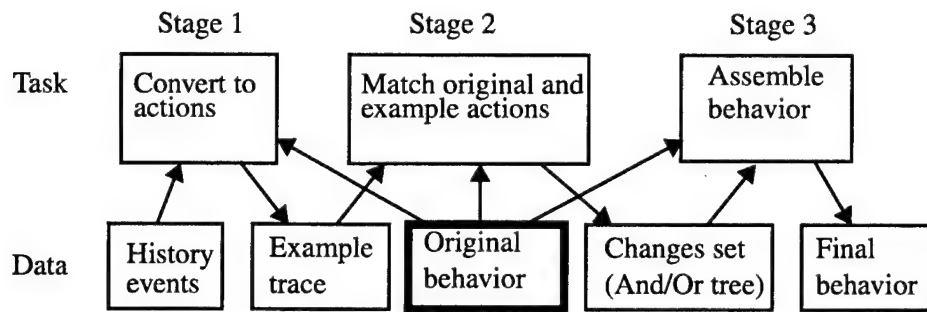 Stage 1 Stage 2 Stage 3
Task
Convert to
actions
Match original and
example actions
Assemble
behavior
Data
History
events
Example
trace
Original
behavior
Changes set
(And/Or tree)
Final
behavior